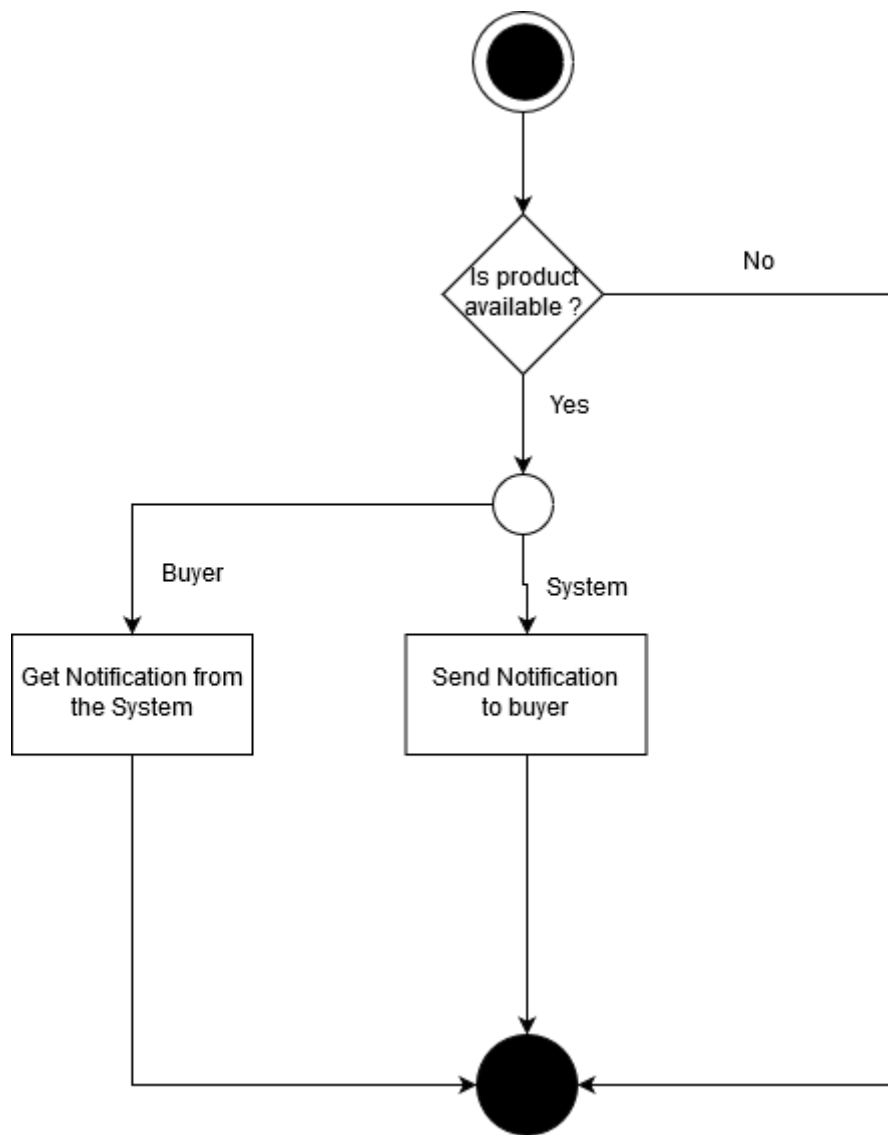 Is product
available ?
No
Yes
Buyer
System
Get Notification from
the System
Send Notification
to buyer